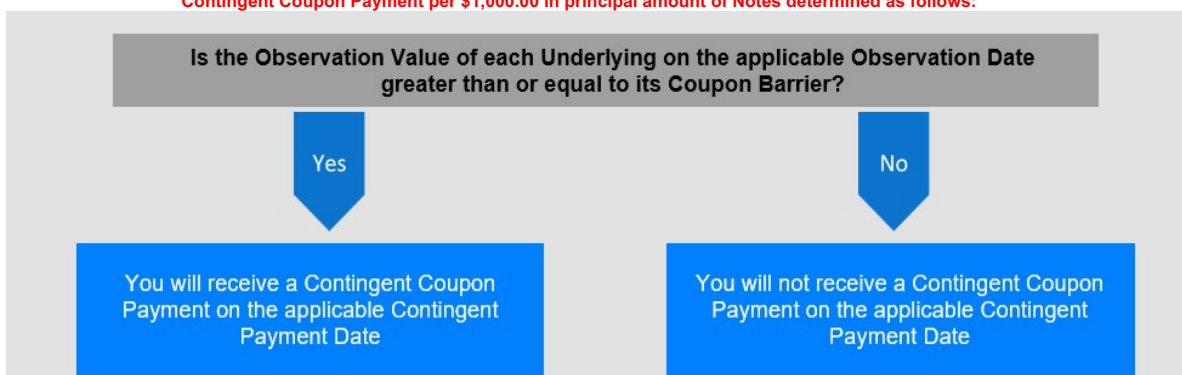 Contingent Coupon Payment per $1,000.00 in principal amount of Notes determined as follows:
Is the Observation Value of each Underlying on the applicable Observation Date
greater than or equal to its Coupon Barrier?
Yes
No
You will receive a Contingent Coupon
Payment on the applicable Contingent
Payment Date
You will not receive a Contingent Coupon
Payment on the applicable Contingent
Payment Date